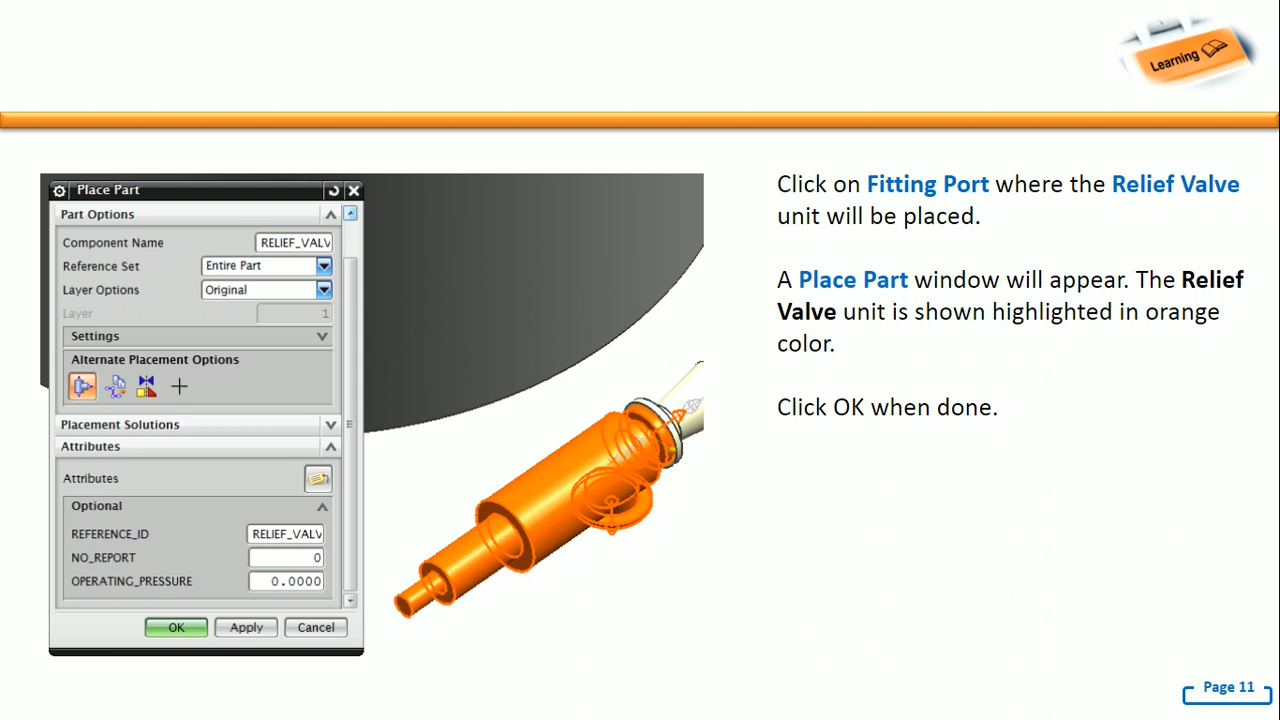 Learning
Place Part
Part Options
Component Name RELIEF_VALV
Reference Set Entire Part
Layer Options Original
Layer 1
Settings
Alternate Placement Options
Placement Solutions
Attributes
Attributes
Optional
REFERENCE_ID RELIEF_VALV
NO_REPORT 0
OPERATING_PRESSURE 0.0000
OK Apply Cancel
Click on Fitting Port where the Relief Valve
unit will be placed.
A Place Part window will appear. The Relief
Valve unit is shown highlighted in orange
color.
Click OK when done.
Page 11